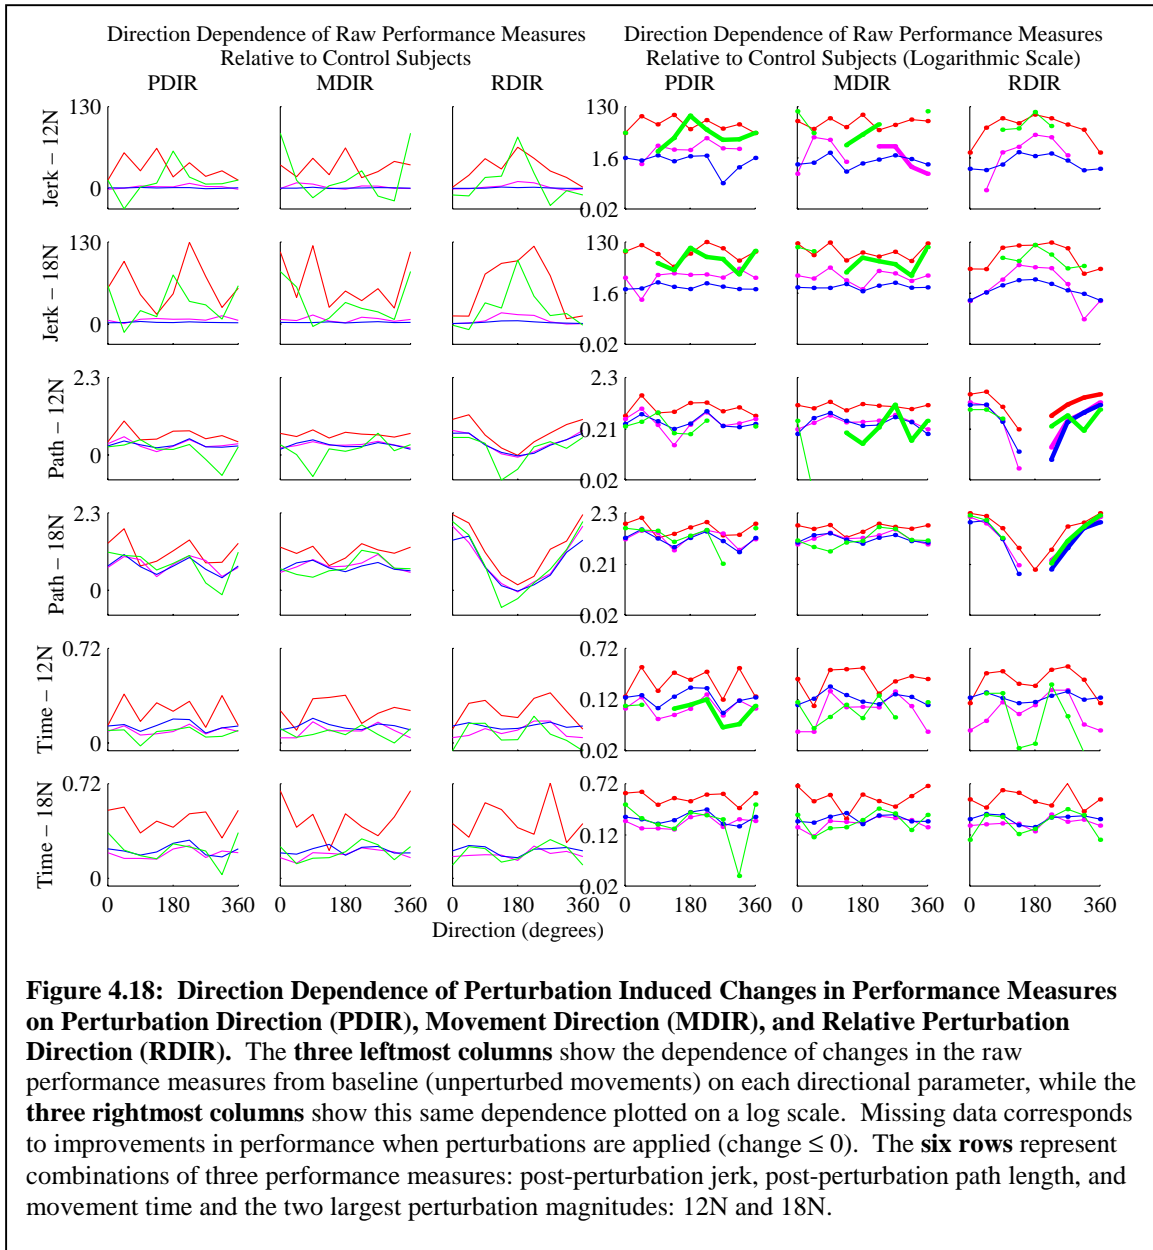 Direction Dependence of Raw Performance Measures
Relative to Control Subjects
PDIR MDIR RDIR
Direction Dependence of Raw Performance Measures
Relative to Control Subjects (Logarithmic Scale)
PDIR MDIR RDIR
Jerk − 12N
130
0
130
1.6
0.02
Jerk − 18N
130
0
130
1.6
0.02
Path − 12N
2.3
0
2.3
0.21
0.02
Path − 18N
2.3
0
2.3
0.21
0.02
Time − 12N
0.72
0
0.72
0.12
0.02
Time − 18N
0.72
0
0.72
0.12
0.02
0 180 360 0 180 360 0 180 360 0 180 360 0 180 360 0 180 360
Direction (degrees)
Figure 4.18: Direction Dependence of Perturbation Induced Changes in Performance Measures
on Perturbation Direction (PDIR), Movement Direction (MDIR), and Relative Perturbation
Direction (RDIR). The three leftmost columns show the dependence of changes in the raw
performance measures from baseline (unperturbed movements) on each directional parameter, while the
three rightmost columns show this same dependence plotted on a log scale. Missing data corresponds
to improvements in performance when perturbations are applied (change ≤ 0). The six rows represent
combinations of three performance measures: post-perturbation jerk, post-perturbation path length, and
movement time and the two largest perturbation magnitudes: 12N and 18N.